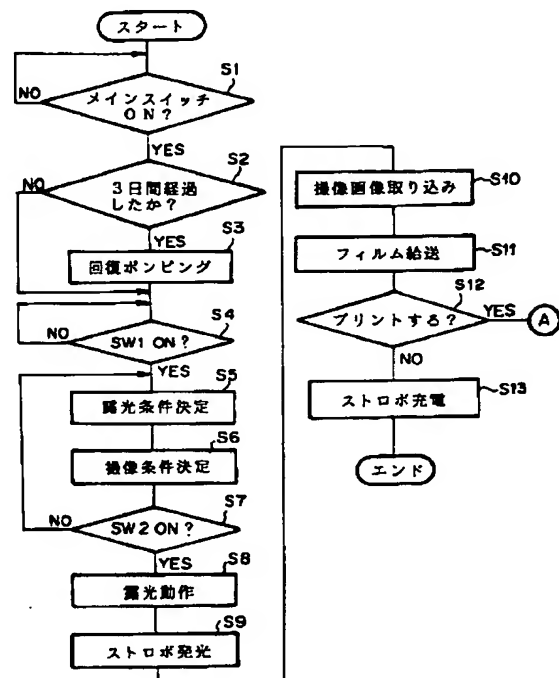 スタート
S1
メインスイッチ
ON?
NO
YES
S2
3日間経過
したか?
NO
YES
S3
回復ポンピング
S4
SW1 ON?
NO
YES
S5
露光条件決定
S6
撮像条件決定
S7
SW2 ON?
NO
YES
S8
露光動作
S9
ストロボ発光
撮像画像取り込み
S10
フィルム給送
S11
S12
プリントする?
YES
A
NO
ストロボ充電
S13
エンド